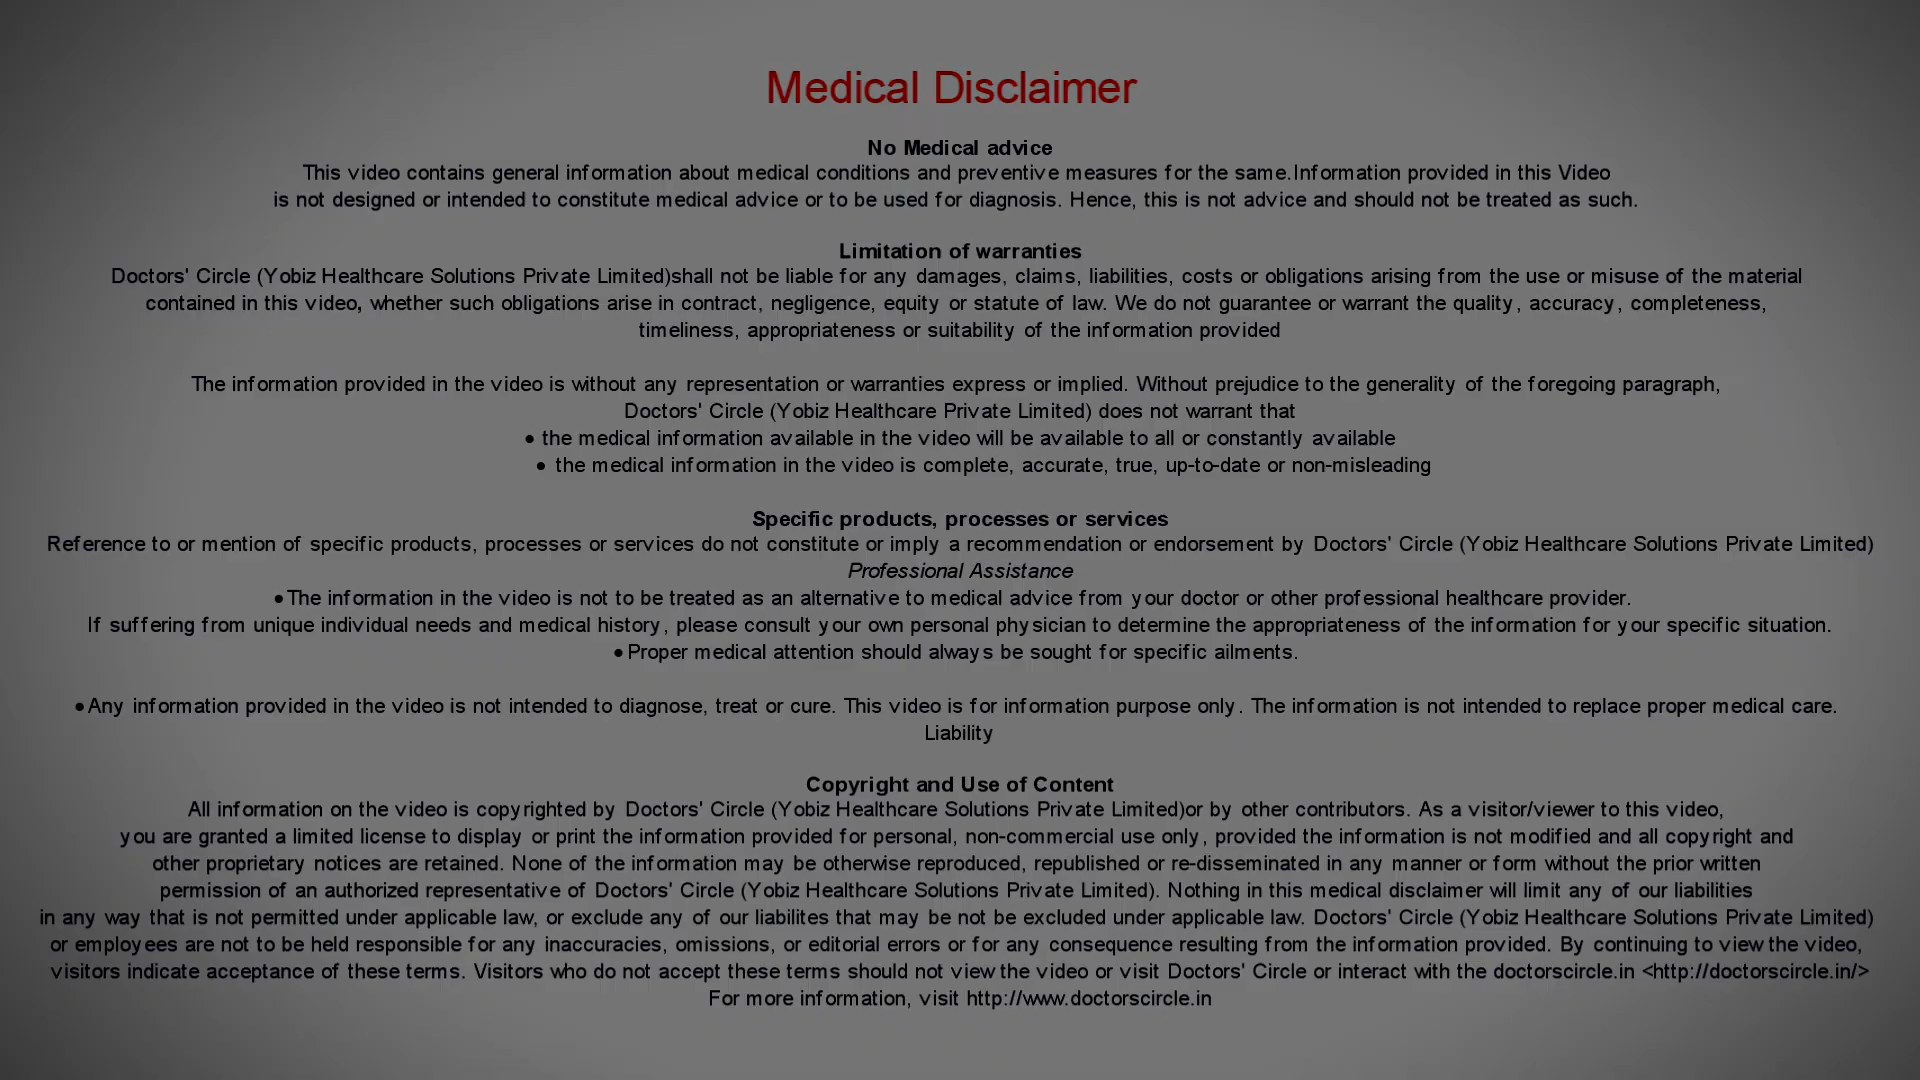 Medical Disclaimer
No Medical advice
This video contains general information about medical conditions and preventive measures for the same.Information provided in this Video
is not designed or intended to constitute medical advice or to be used for diagnosis. Hence, this is not advice and should not be treated as such.
Limitation of warranties
Doctors' Circle (Yobiz Healthcare Solutions Private Limited)shall not be liable for any damages, claims, liabilities, costs or obligations arising from the use or misuse of the material
contained in this video, whether such obligations arise in contract, negligence, equity or statute of law. We do not guarantee or warrant the quality, accuracy, completeness,
timeliness, appropriateness or suitability of the information provided
The information provided in the video is without any representation or warranties express or implied. Without prejudice to the generality of the foregoing paragraph,
Doctors' Circle (Yobiz Healthcare Private Limited) does not warrant that
• the medical information available in the video will be available to all or constantly available
• the medical information in the video is complete, accurate, true, up-to-date or non-misleading
Specific products, processes or services
Reference to or mention of specific products, processes or services do not constitute or imply a recommendation or endorsement by Doctors' Circle (Yobiz Healthcare Solutions Private Limited)
Professional Assistance
•The information in the video is not to be treated as an alternative to medical advice from your doctor or other professional healthcare provider.
If suffering from unique individual needs and medical history, please consult your own personal physician to determine the appropriateness of the information for your specific situation.
•Proper medical attention should always be sought for specific ailments.
•Any information provided in the video is not intended to diagnose, treat or cure. This video is for information purpose only. The information is not intended to replace proper medical care.
Liability
Copyright and Use of Content
All information on the video is copyrighted by Doctors' Circle (Yobiz Healthcare Solutions Private Limited)or by other contributors. As a visitor/viewer to this video,
you are granted a limited license to display or print the information provided for personal, non-commercial use only, provided the information is not modified and all copyright and
other proprietary notices are retained. None of the information may be otherwise reproduced, republished or re-disseminated in any manner or form without the prior written
permission of an authorized representative of Doctors' Circle (Yobiz Healthcare Solutions Private Limited). Nothing in this medical disclaimer will limit any of our liabilities
in any way that is not permitted under applicable law, or exclude any of our liabilites that may be not be excluded under applicable law. Doctors' Circle (Yobiz Healthcare Solutions Private Limited)
or employees are not to be held responsible for any inaccuracies, omissions, or editorial errors or for any consequence resulting from the information provided. By continuing to view the video,
visitors indicate acceptance of these terms. Visitors who do not accept these terms should not view the video or visit Doctors' Circle or interact with the doctorscircle.in <http://doctorscircle.in/>
For more information, visit http://www.doctorscircle.in